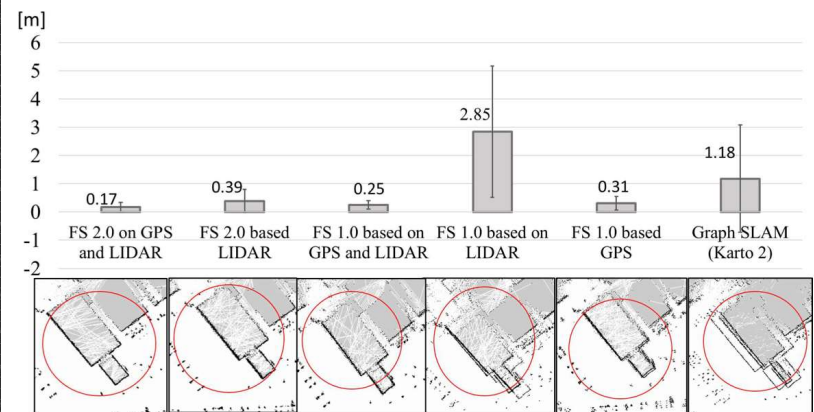 [m]
6
5
4
3
2
1
0
-1
-2
0.17
0.39
0.25
2.85
0.31
1.18
FS 2.0 on GPS
and LIDAR
FS 2.0 based
LIDAR
FS 1.0 based on
GPS and LIDAR
FS 1.0 based on
LIDAR
FS 1.0 based
GPS
Graph SLAM
(Karto 2)